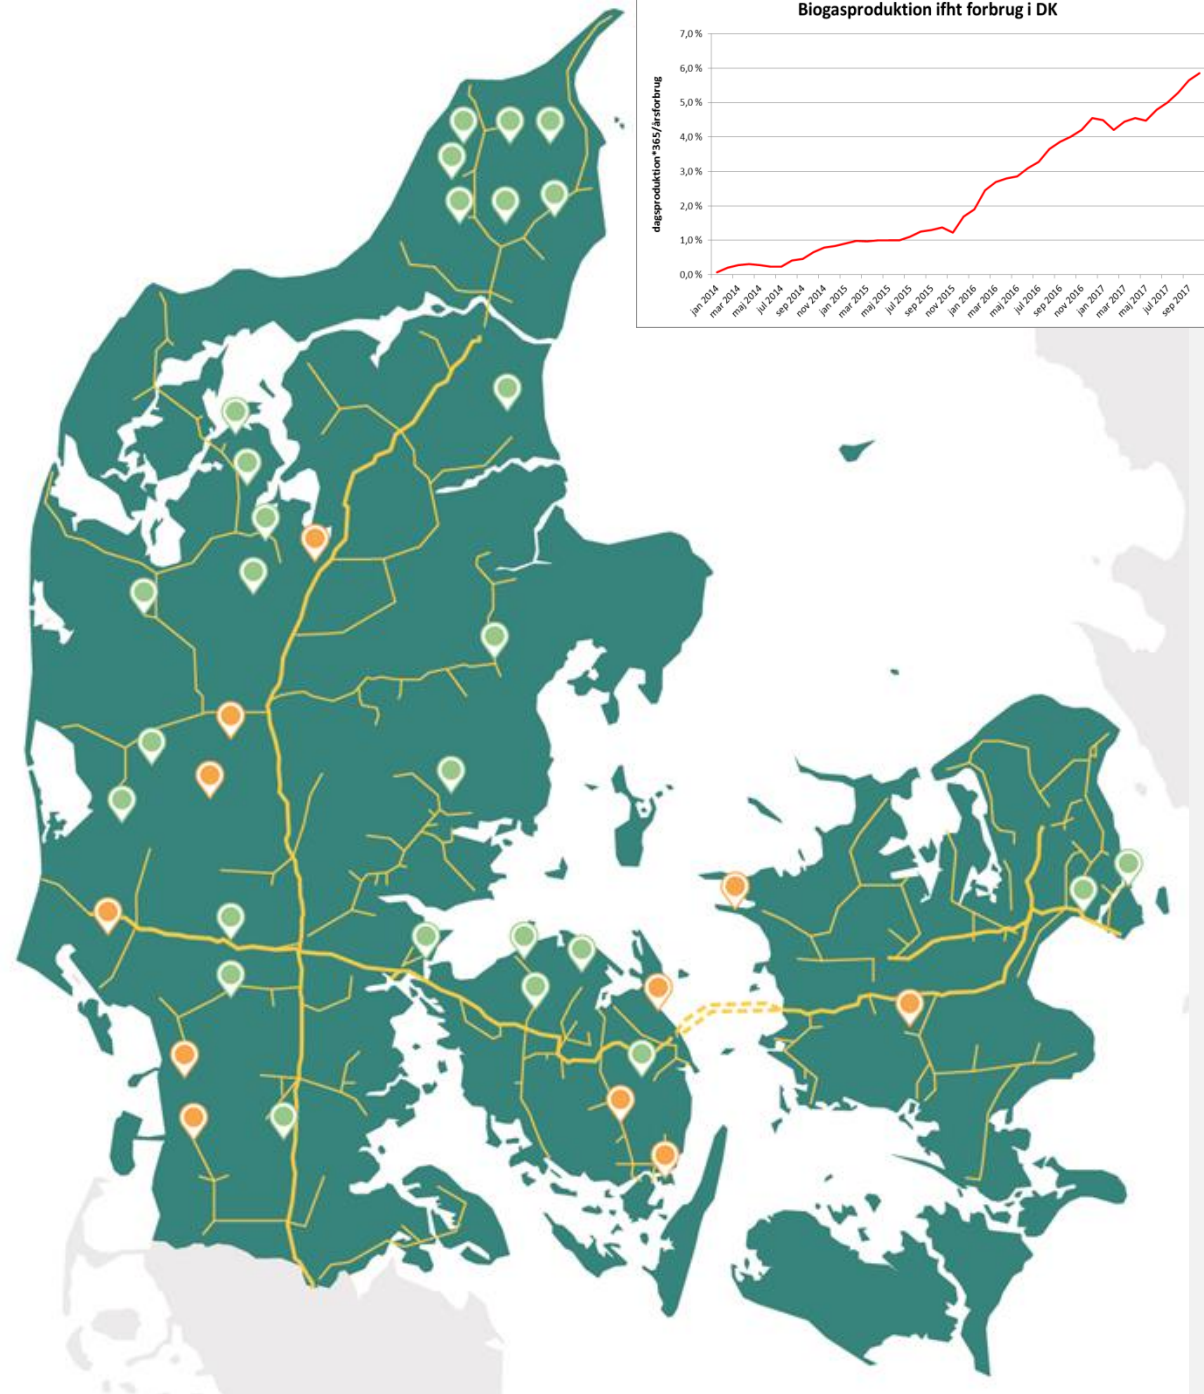 Biogasproduktion ifht forbrug i DK
dagsproduktion*365/årsforbrug
7,0 %
6,0 %
5,0 %
4,0 %
3,0 %
2,0 %
1,0 %
0,0 %
jan 2014
mar 2014
maj 2014
jul 2014
sep 2014
nov 2014
jan 2015
mar 2015
maj 2015
jul 2015
sep 2015
nov 2015
jan 2016
mar 2016
maj 2016
jul 2016
sep 2016
nov 2016
jan 2017
mar 2017
maj 2017
jul 2017
sep 2017